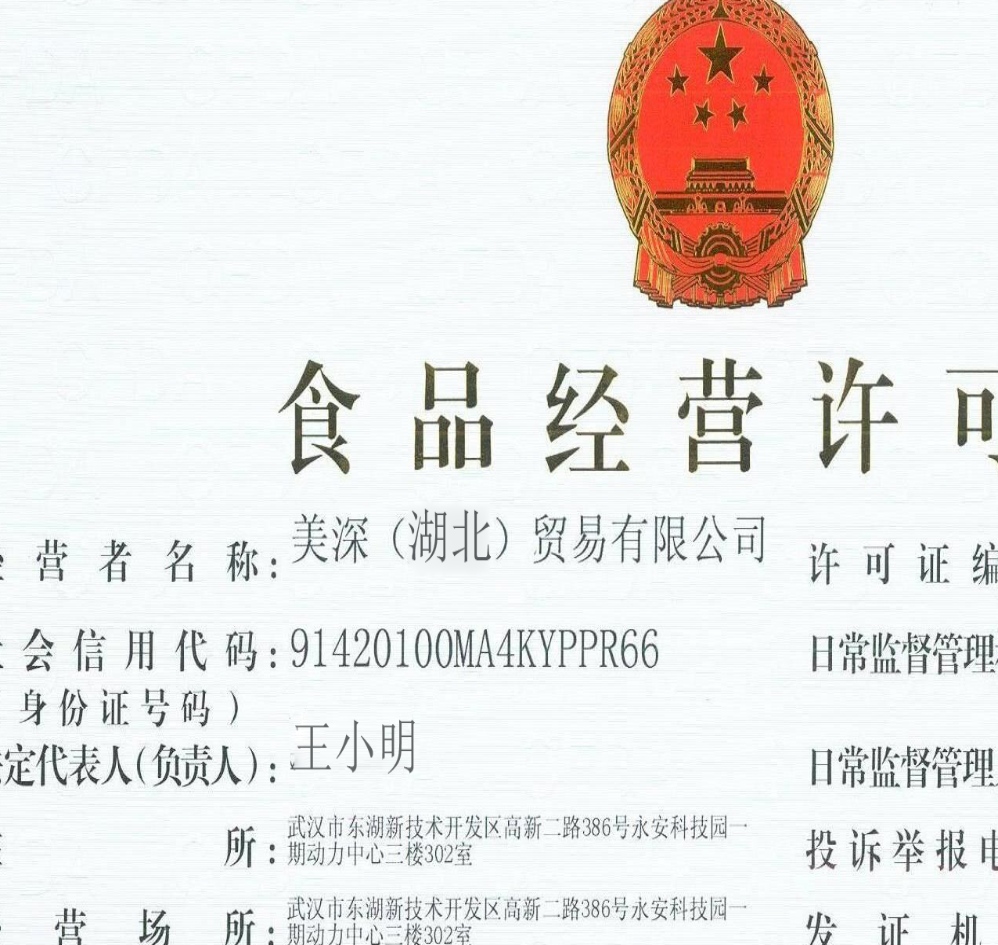 食品经营许可
经营者名称:美深（湖北）贸易有限公司
许可证编
社会信用代码:91420100MA4KYPPR66
日常监督管理
身份证号码)
法定代表人(负责人):王小明
日常监督管理
住所:武汉市东湖新技术开发区高新二路386号永安科技园一
期动力中心三楼302室
投诉举报电
经营场所:武汉市东湖新技术开发区高新二路386号永安科技园一
期动力中心三楼302室
发证机